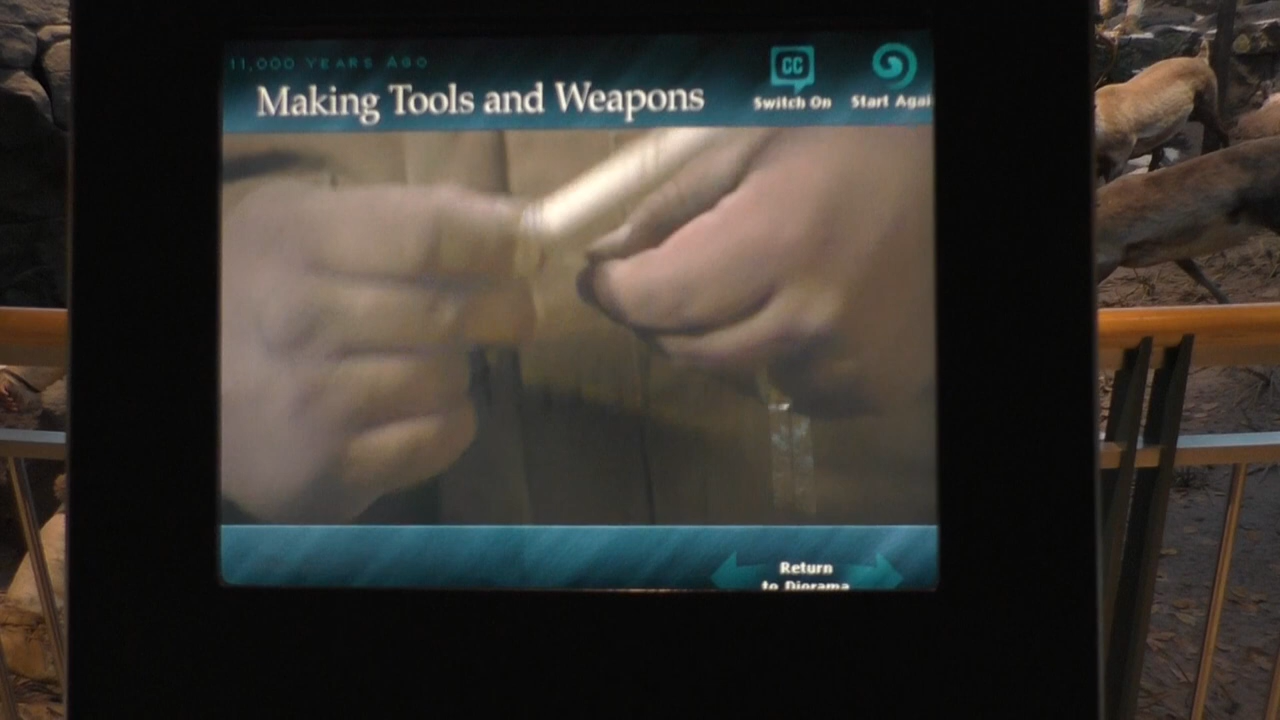 11,000 YEARS AGO
Making Tools and Weapons
CC
Switch On
Start Agai
Return
to Diorama